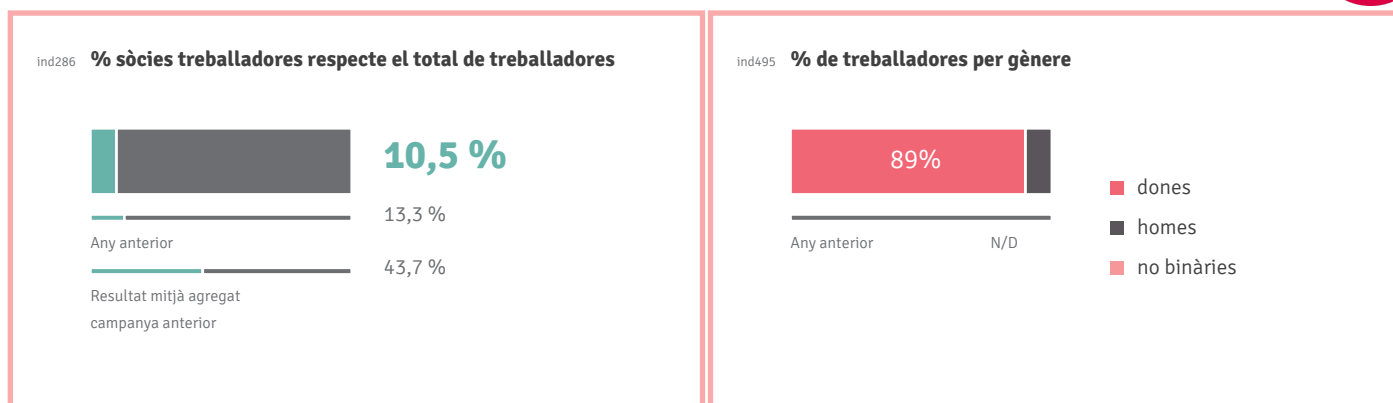 ind286 % sòcies treballadores respecte el total de treballadores
10,5 %
13,3 %
Any anterior
43,7 %
Resultat mitjà agregat
campanya anterior
ind495 % de treballadores per gènere
89%
dones
homes
no binàries
Any anterior N/D